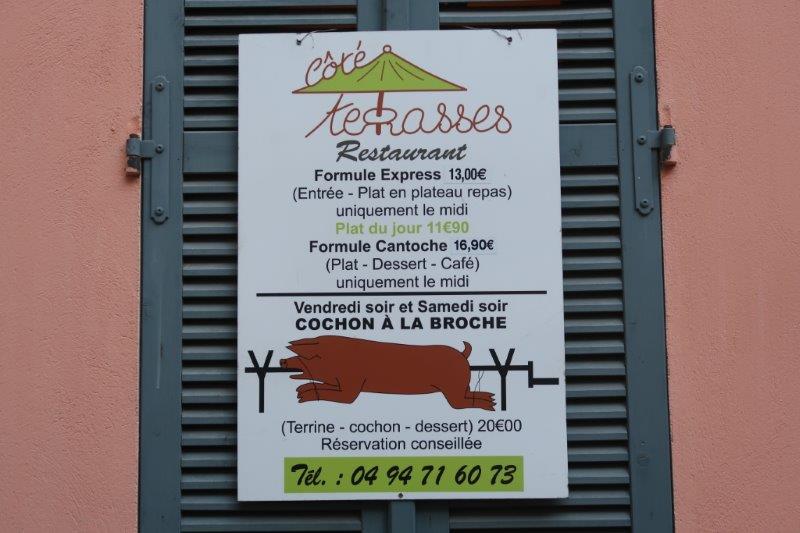 Côté
terrasses
Restaurant
Formule Express 13,00€
(Entrée - Plat en plateau repas)
uniquement le midi
Plat du jour 11€90
Formule Cantoche 16,90€
(Plat - Dessert - Café)
uniquement le midi
Vendredi soir et Samedi soir
COCHON À LA BROCHE
(Terrine - cochon - dessert) 20€00
Réservation conseillée
Tél. : 04 94 71 60 73